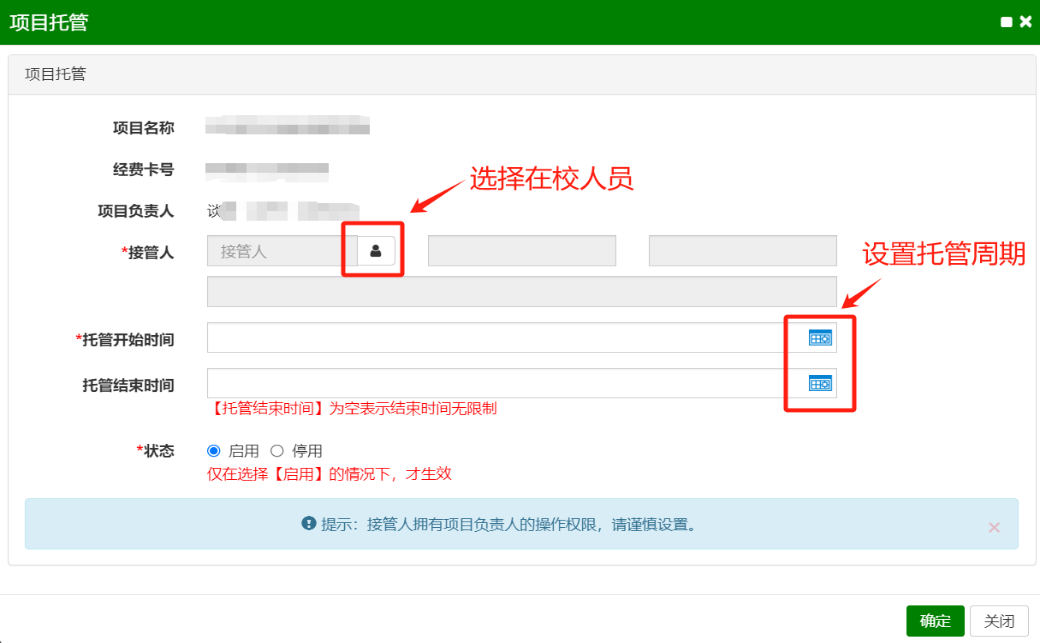 项目托管
项目托管
项目名称
经费卡号
选择在校人员
项目负责人 谈
*接管人 接管人
设置托管周期
*托管开始时间
托管结束时间
【托管结束时间】为空表示结束时间无限制
*状态 启用 停用
仅在选择【启用】的情况下，才生效
提示：接管人拥有项目负责人的操作权限，请谨慎设置。
确定 关闭